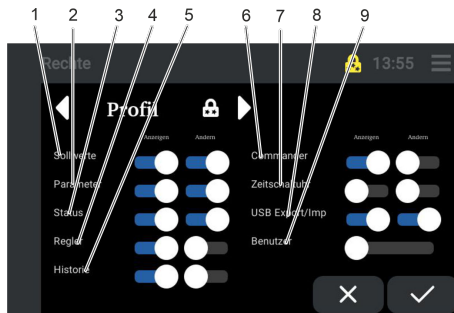 1 2 3 4 5 6 7 8 9
Rechte 13:55
Profil
Anzeigen Ändern Anzeigen Ändern
Sollwerte Commander
Parameter Zeitschaltuhr
Status USB Export/Imp
Regler Benutzer
Historie